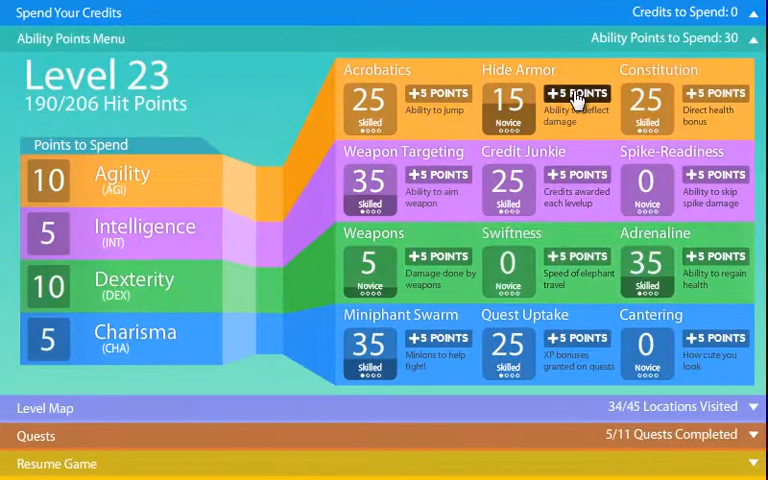 Spend Your Credits
Credits to Spend: 0
Ability Points Menu
Ability Points to Spend: 30
Level 23
190/206 Hit Points
Points to Spend
10
Agility
(AGI)
5
Intelligence
(INT)
10
Dexterity
(DEX)
5
Charisma
(CHA)
Acrobatics
25
Skilled
+5 POINTS
Ability to jump
Hide Armor
15
Novice
+5 POINTS
Ability to deflect
damage
Constitution
25
Skilled
+5 POINTS
Direct health
bonus
Weapon Targeting
35
Skilled
+5 POINTS
Ability to aim
weapon
Credit Junkie
25
Skilled
+5 POINTS
Credits awarded
each levelup
Spike-Readiness
0
Novice
+5 POINTS
Ability to skip
spike damage
Weapons
5
Novice
+5 POINTS
Damage done by
weapons
Swiftness
0
Novice
+5 POINTS
Speed of elephant
travel
Adrenaline
35
Skilled
+5 POINTS
Ability to regain
health
Miniphant Swarm
35
Skilled
+5 POINTS
Minions to help
fight!
Quest Uptake
25
Skilled
+5 POINTS
XP bonuses
granted on quests
Cantering
0
Novice
+5 POINTS
How cute you
look
Level Map
34/45 Locations Visited
Quests
5/11 Quests Completed
Resume Game